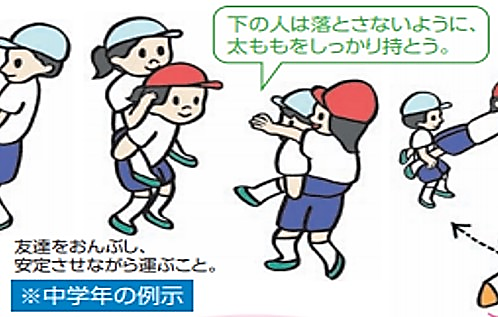 下の人は落とさないように、
太ももをしっかり持とう。
友達をおんぶし、
安定させながら運ぶこと。
※中学年の例示